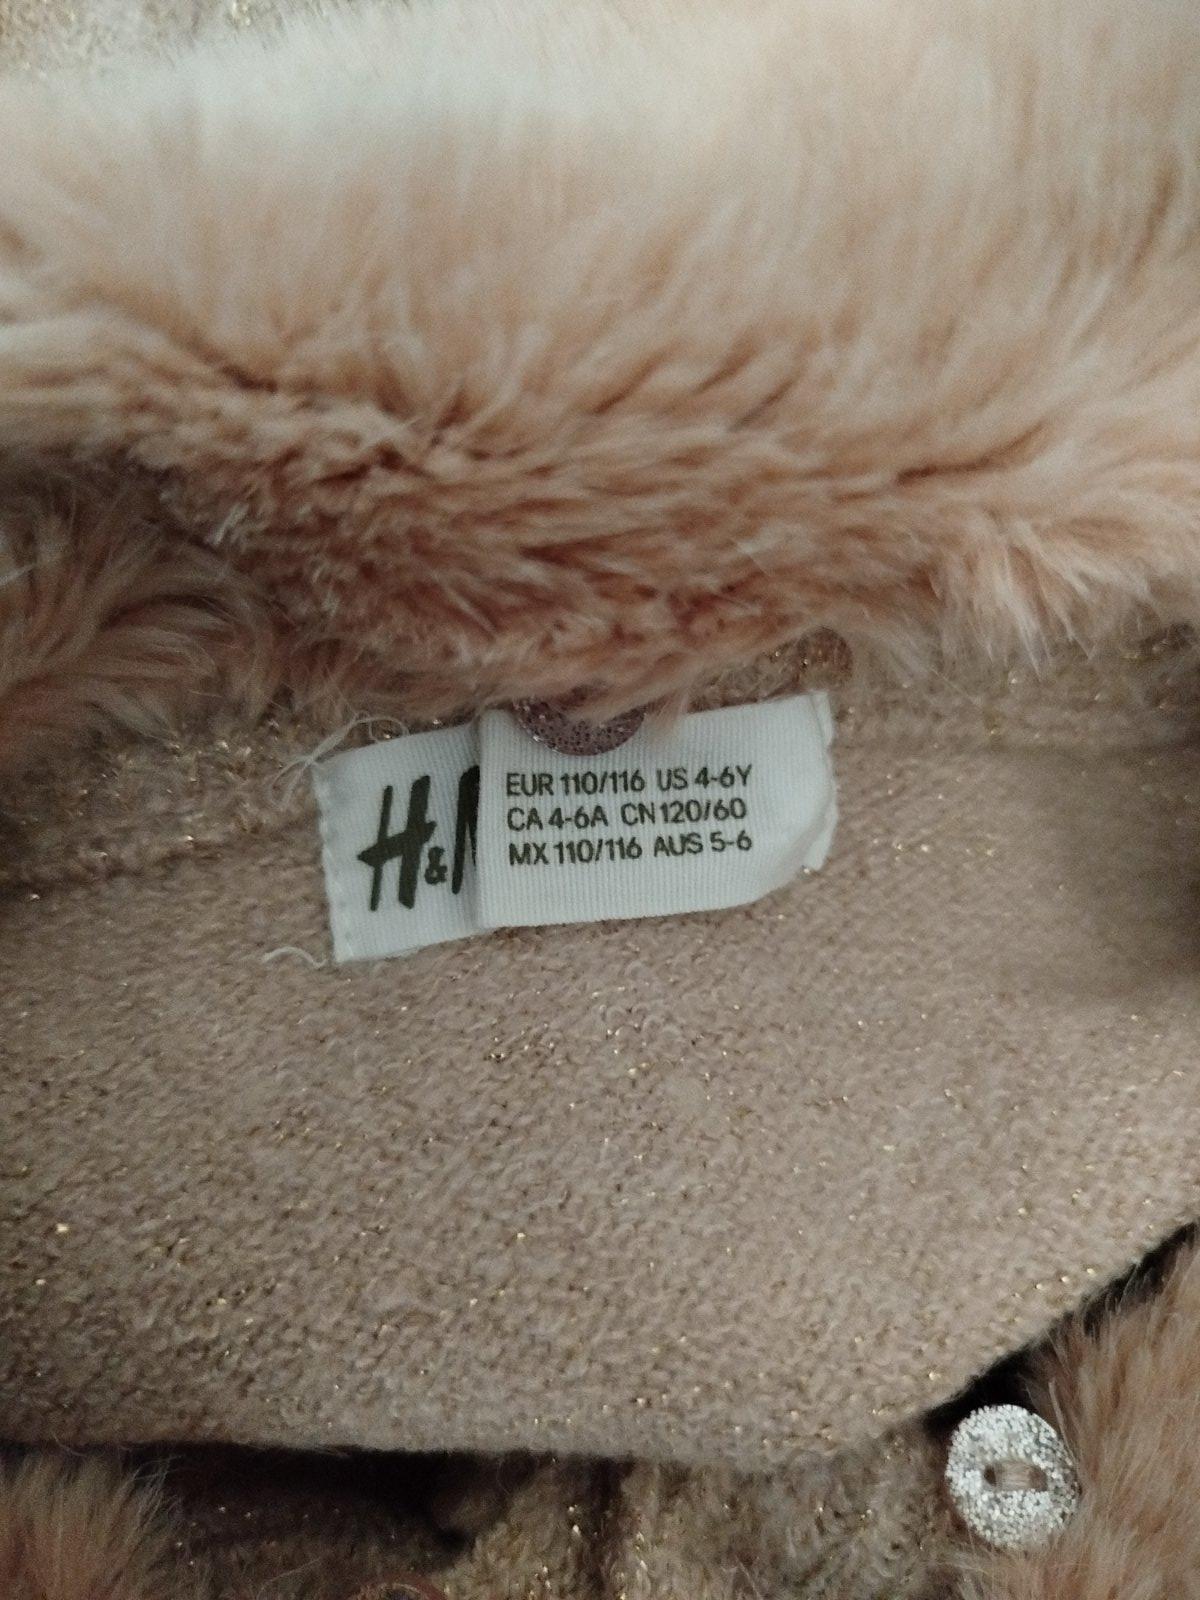 H&M
EUR 110/116 US 4-6Y
CA 4-6A CN 120/60
MX 110/116 AUS 5-6